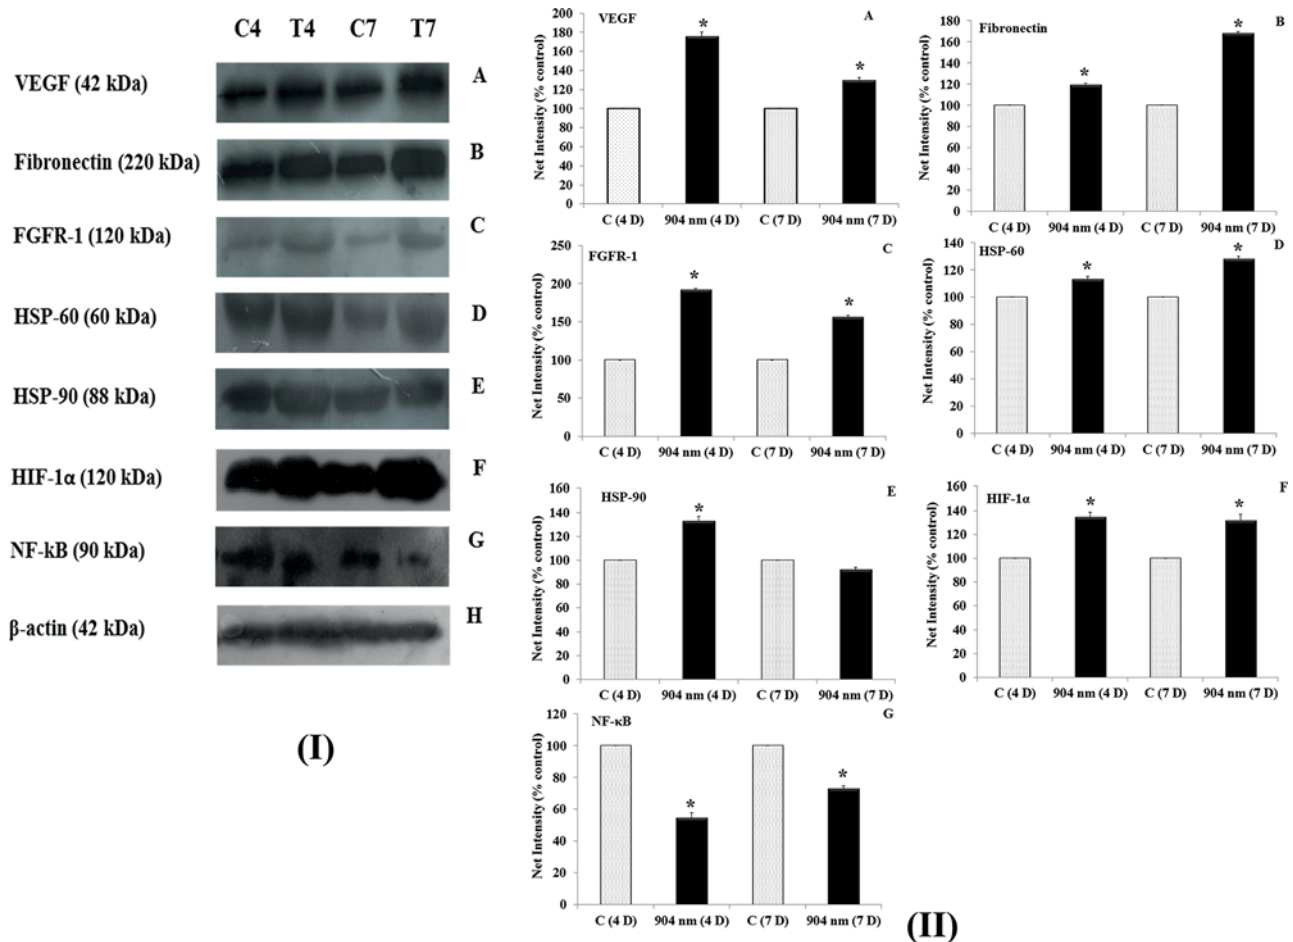 C4 T4 C7 T7
VEGF (42 kDa) A
Fibronectin (220 kDa) B
FGFR-1 (120 kDa) C
HSP-60 (60 kDa) D
HSP-90 (88 kDa) E
HIF-1α (120 kDa) F
NF-kB (90 kDa) G
β-actin (42 kDa) H
(I)
VEGF
A
Net Intensity (% control)
200
180
160
140
120
100
80
60
40
20
0
* *
C (4 D) 904 nm (4 D) C (7 D) 904 nm (7 D)
Fibronectin
B
Net Intensity (% control)
180
160
140
120
100
80
60
40
20
0
* *
C (4 D) 904 nm (4 D) C (7 D) 904 nm (7 D)
FGFR-1
C
Net Intensity (% control)
250
200
150
100
50
0
* *
C (4 D) 904 nm (4 D) C (7 D) 904 nm (7 D)
HSP-60
D
Net Intensity (% control)
140
120
100
80
60
40
20
0
* *
C (4 D) 904 nm (4 D) C (7 D) 904 nm (7 D)
HSP-90
E
Net Intensity (% control)
160
140
120
100
80
60
40
20
0
*
C (4 D) 904 nm (4 D) C (7 D) 904 nm (7 D)
HIF-1α
F
Net Intensity (% control)
160
140
120
100
80
60
40
20
0
* *
C (4 D) 904 nm (4 D) C (7 D) 904 nm (7 D)
NF-κB
G
Net Intensity (% control)
120
100
80
60
40
20
0
* *
C (4 D) 904 nm (4 D) C (7 D) 904 nm (7 D)
(II)